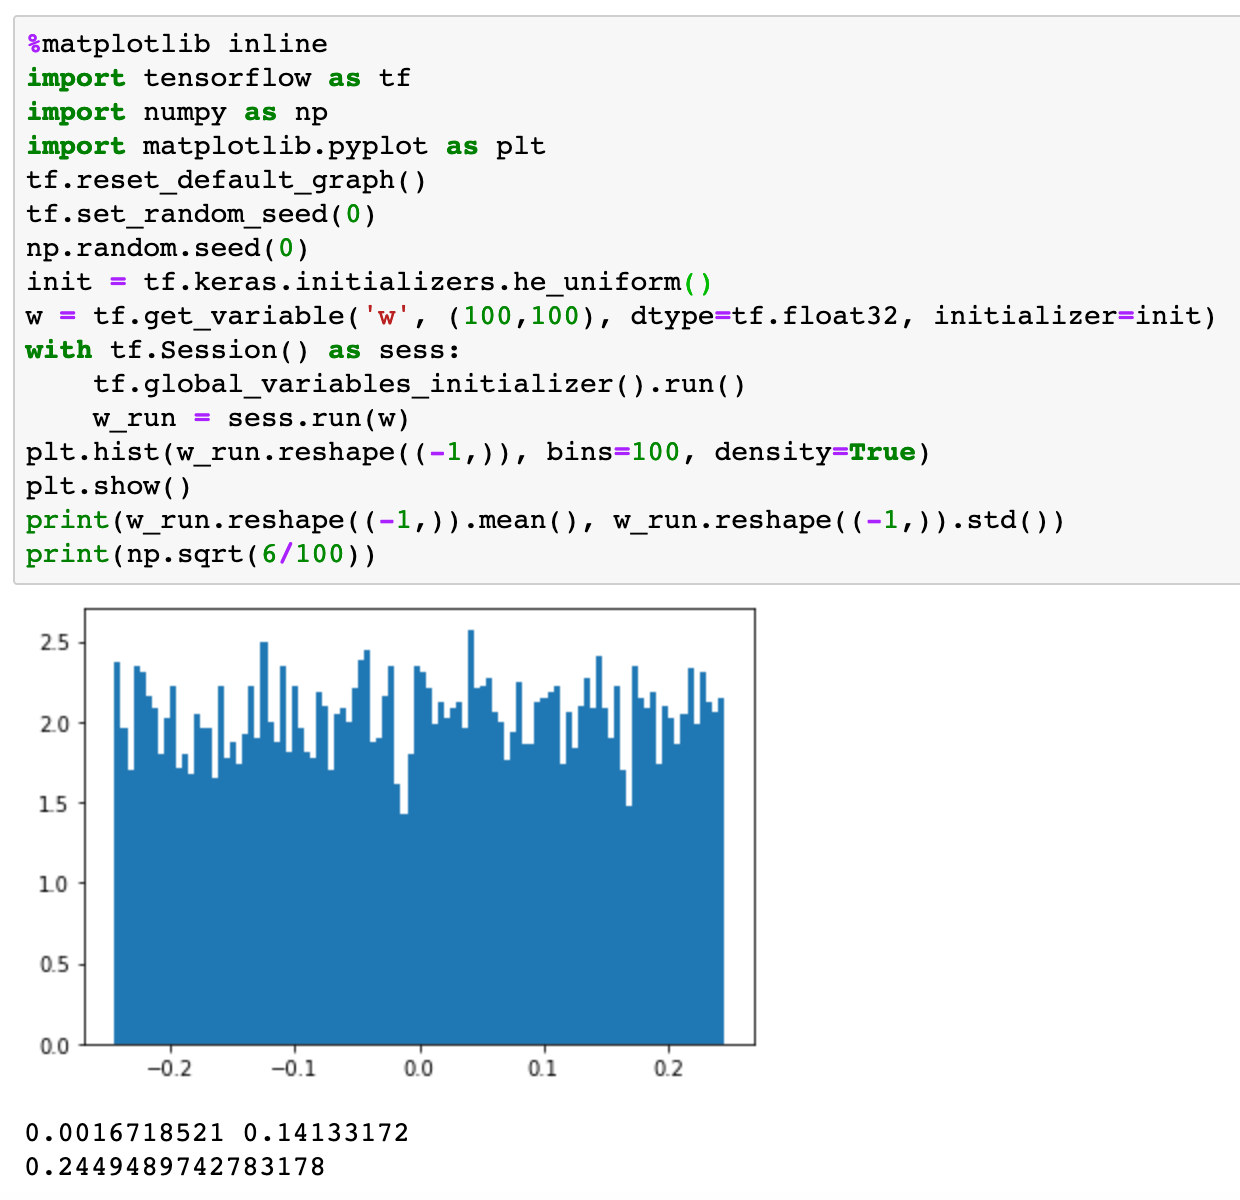 %matplotlib inline
import tensorflow as tf
import numpy as np
import matplotlib.pyplot as plt
tf.reset_default_graph()
tf.set_random_seed(0)
np.random.seed(0)
init = tf.keras.initializers.he_uniform()
w = tf.get_variable('w', (100,100), dtype=tf.float32, initializer=init)
with tf.Session() as sess:
    tf.global_variables_initializer().run()
    w_run = sess.run(w)
plt.hist(w_run.reshape((-1,)), bins=100, density=True)
plt.show()
print(w_run.reshape((-1,)).mean(), w_run.reshape((-1,)).std())
print(np.sqrt(6/100))
2.5
2.0
1.5
1.0
0.5
0.0
−0.2 −0.1 0.0 0.1 0.2
0.0016718521 0.14133172
0.2449489742783178